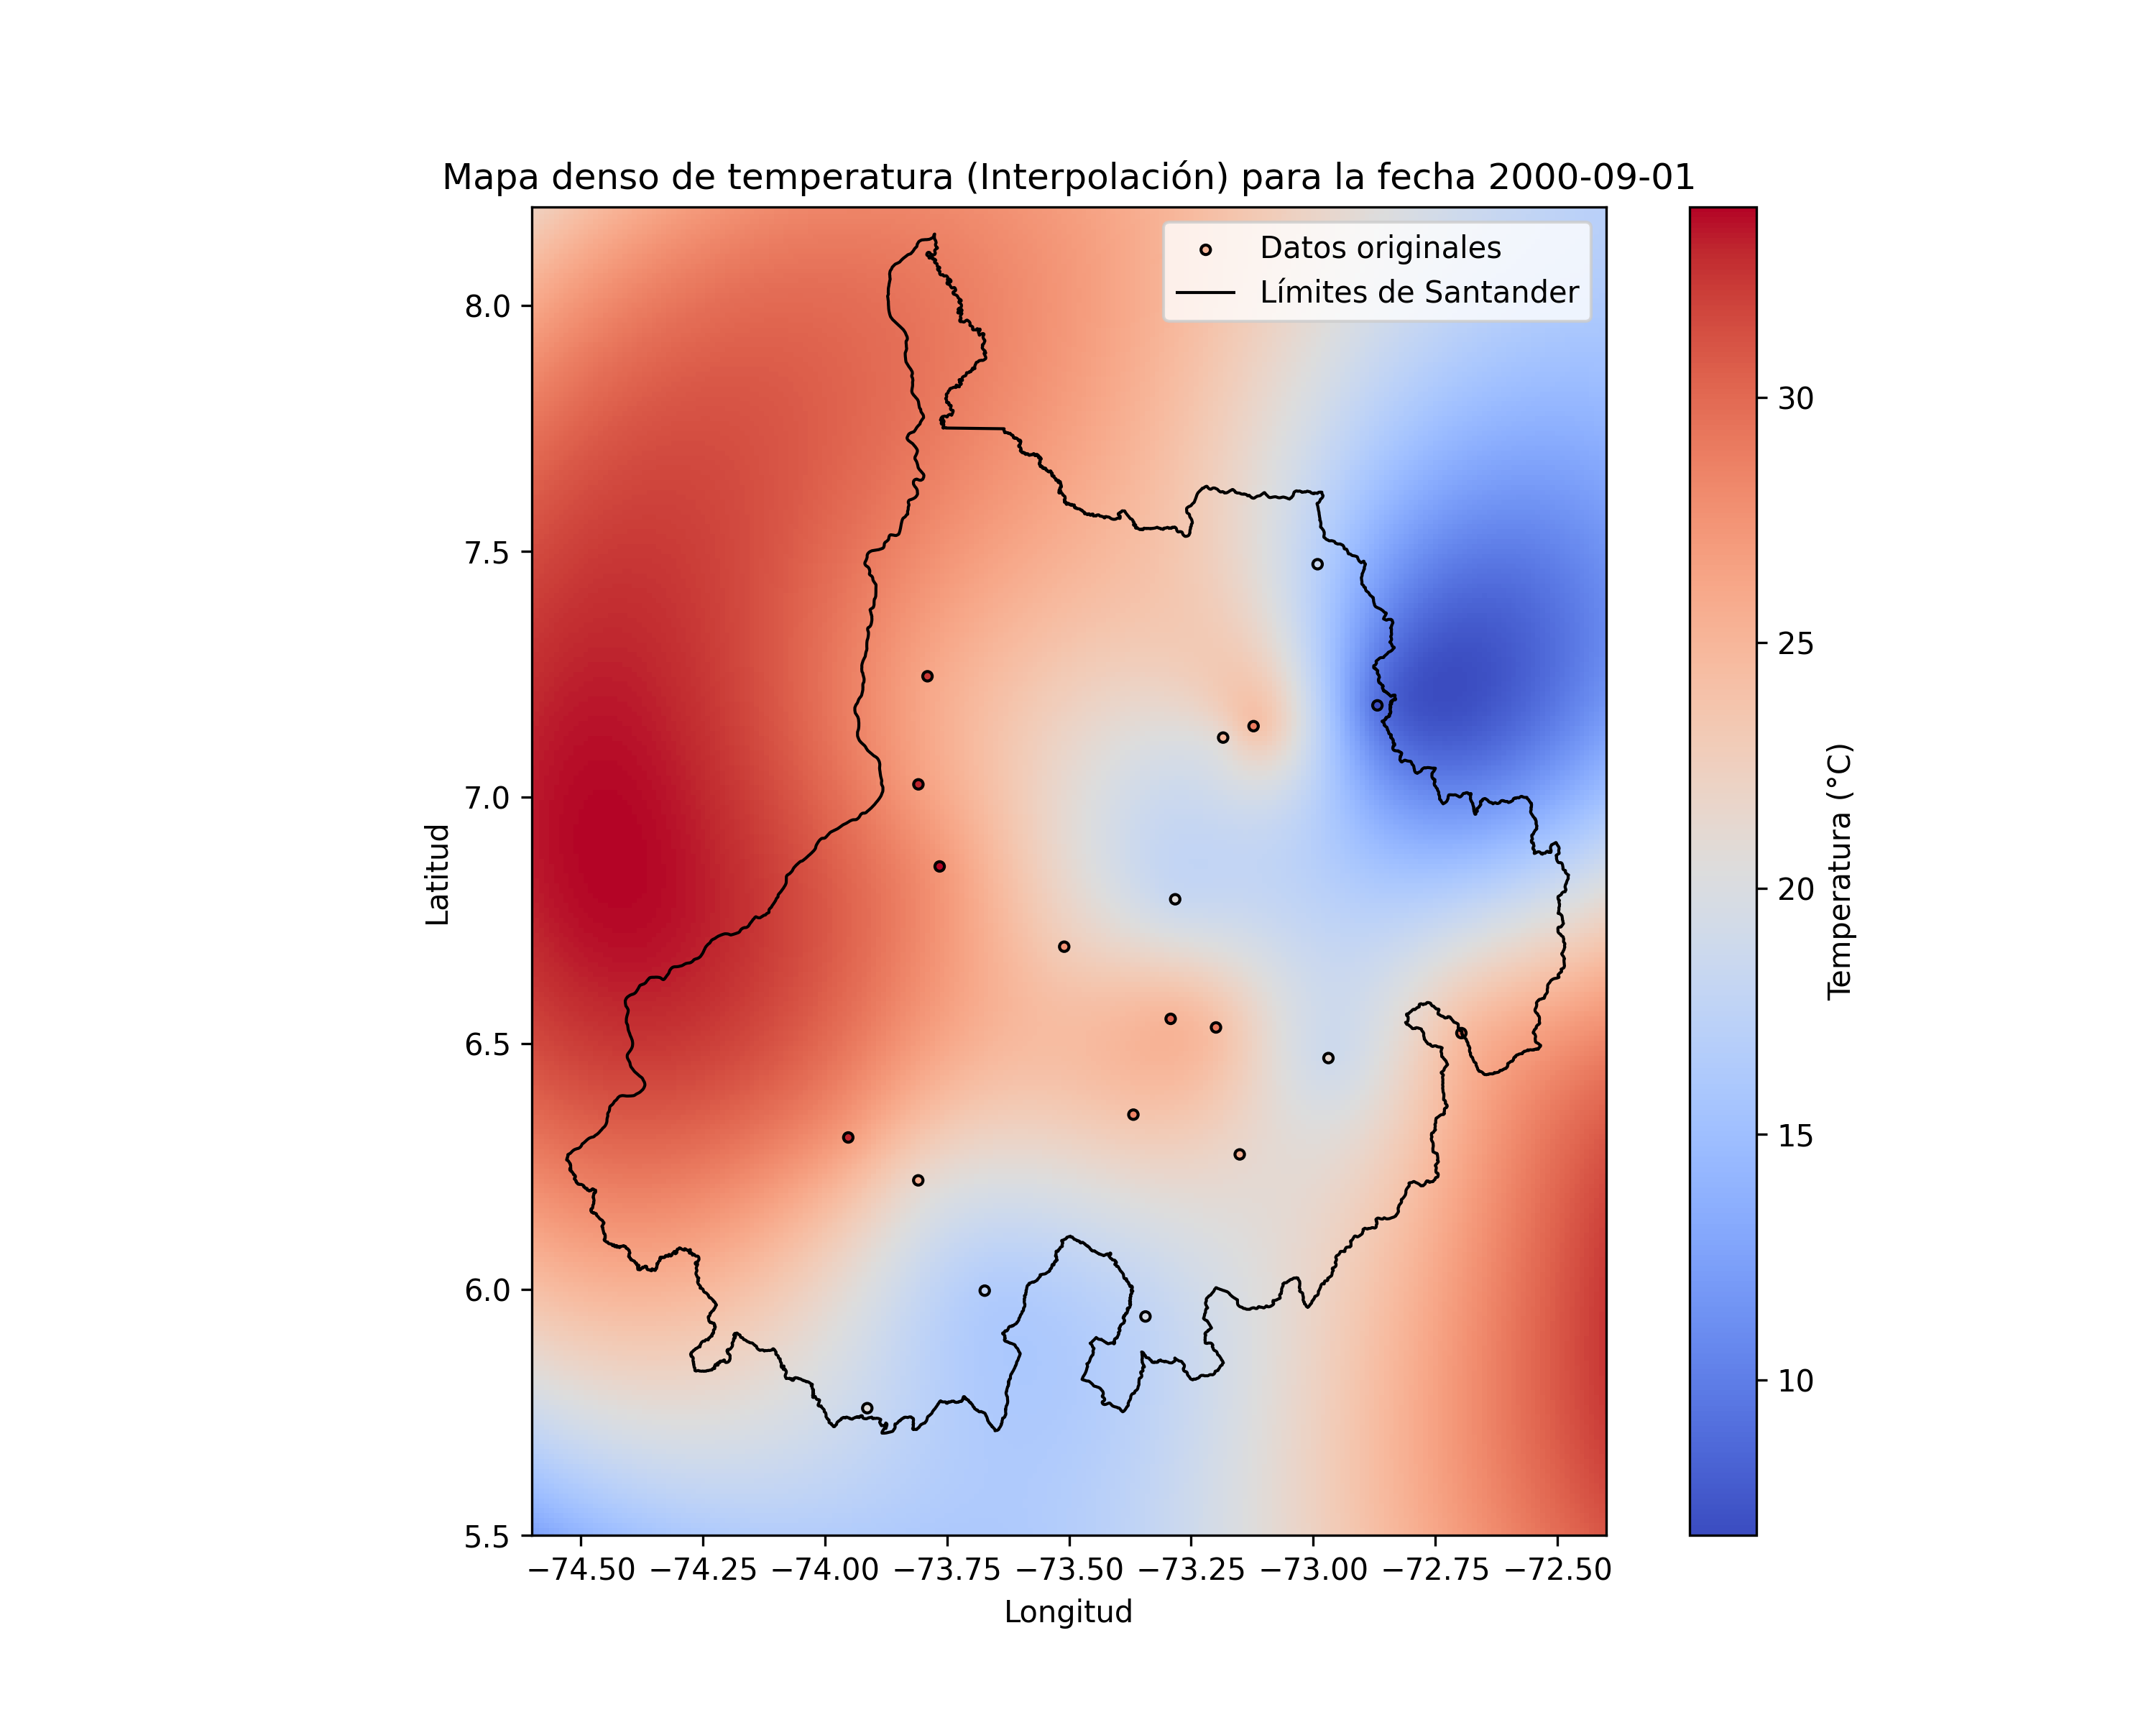 Mapa denso de temperatura (Interpolación) para la fecha 2000-09-01
Datos originales
Límites de Santander
8.0
7.5
7.0
6.5
6.0
5.5
Latitud
−74.50 −74.25 −74.00 −73.75 −73.50 −73.25 −73.00 −72.75 −72.50
Longitud
30
25
20
15
10
Temperatura (°C)